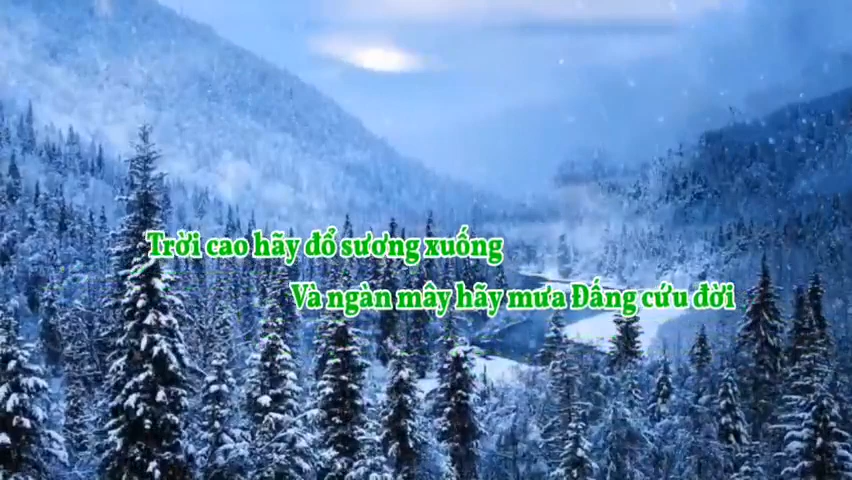 Trời cao hãy đổ sương xuống
Và ngàn mây hãy mưa Đấng cứu đời